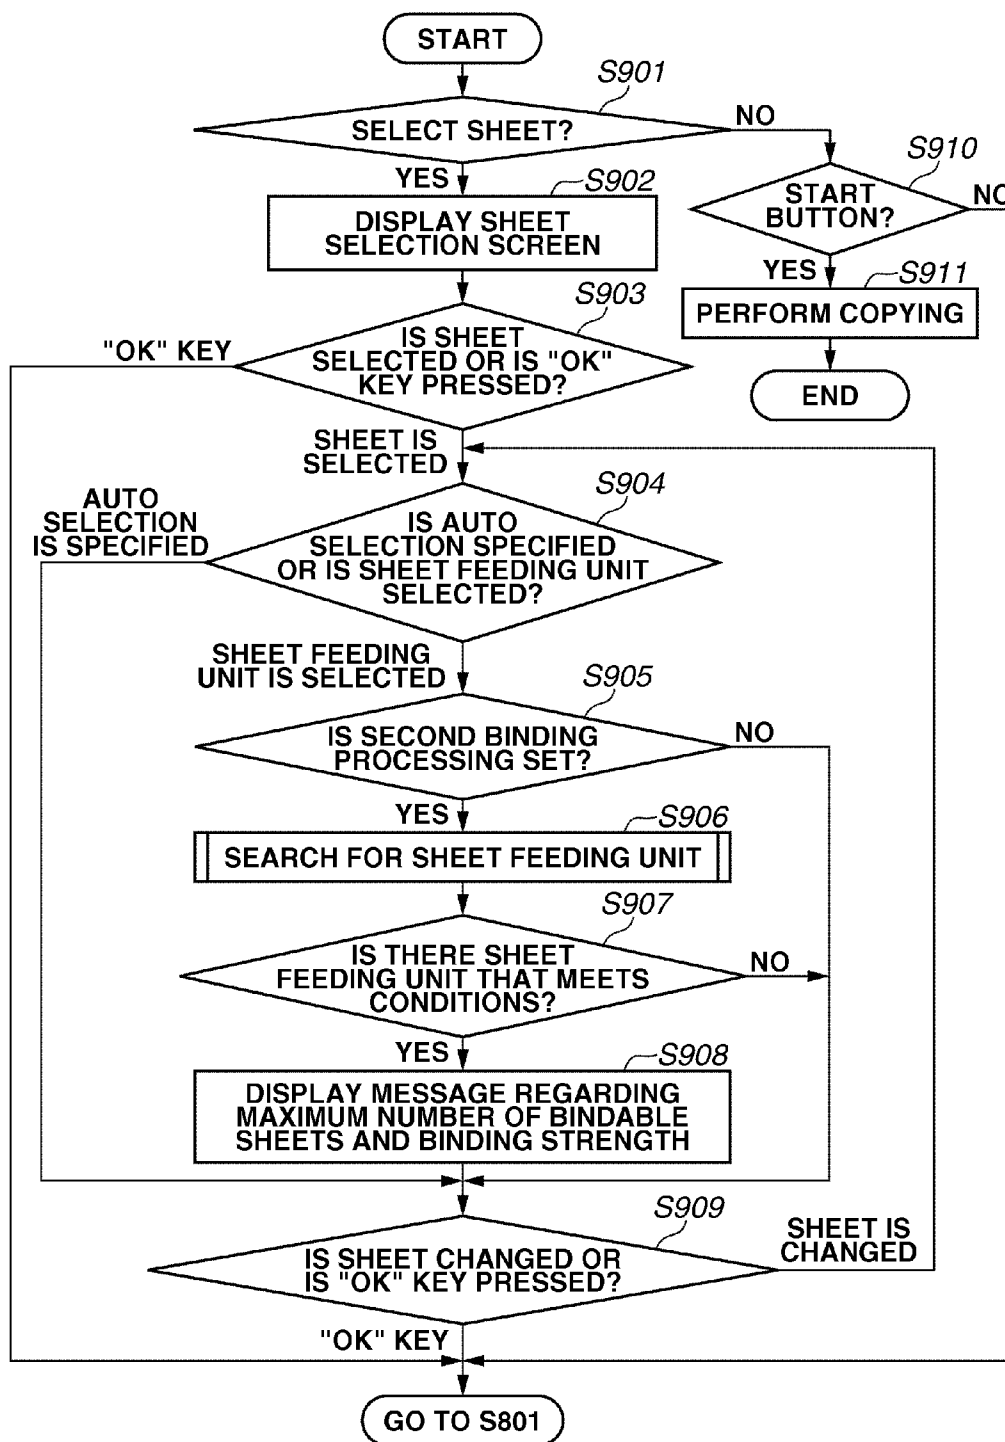 START
S901
SELECT SHEET?
NO
YES
S902
DISPLAY SHEET
SELECTION SCREEN
S910
START
BUTTON?
NO
YES
S911
PERFORM COPYING
END
S903
IS SHEET
SELECTED OR IS "OK"
KEY PRESSED?
"OK" KEY
SHEET IS
SELECTED
S904
IS AUTO
SELECTION SPECIFIED
OR IS SHEET FEEDING UNIT
SELECTED?
AUTO
SELECTION
IS SPECIFIED
SHEET FEEDING
UNIT IS SELECTED
S905
IS SECOND BINDING
PROCESSING SET?
NO
YES
S906
SEARCH FOR SHEET FEEDING UNIT
S907
IS THERE SHEET
FEEDING UNIT THAT MEETS
CONDITIONS?
NO
YES
S908
DISPLAY MESSAGE REGARDING
MAXIMUM NUMBER OF BINDABLE
SHEETS AND BINDING STRENGTH
S909
IS SHEET CHANGED OR
IS "OK" KEY PRESSED?
SHEET IS
CHANGED
"OK" KEY
GO TO S801